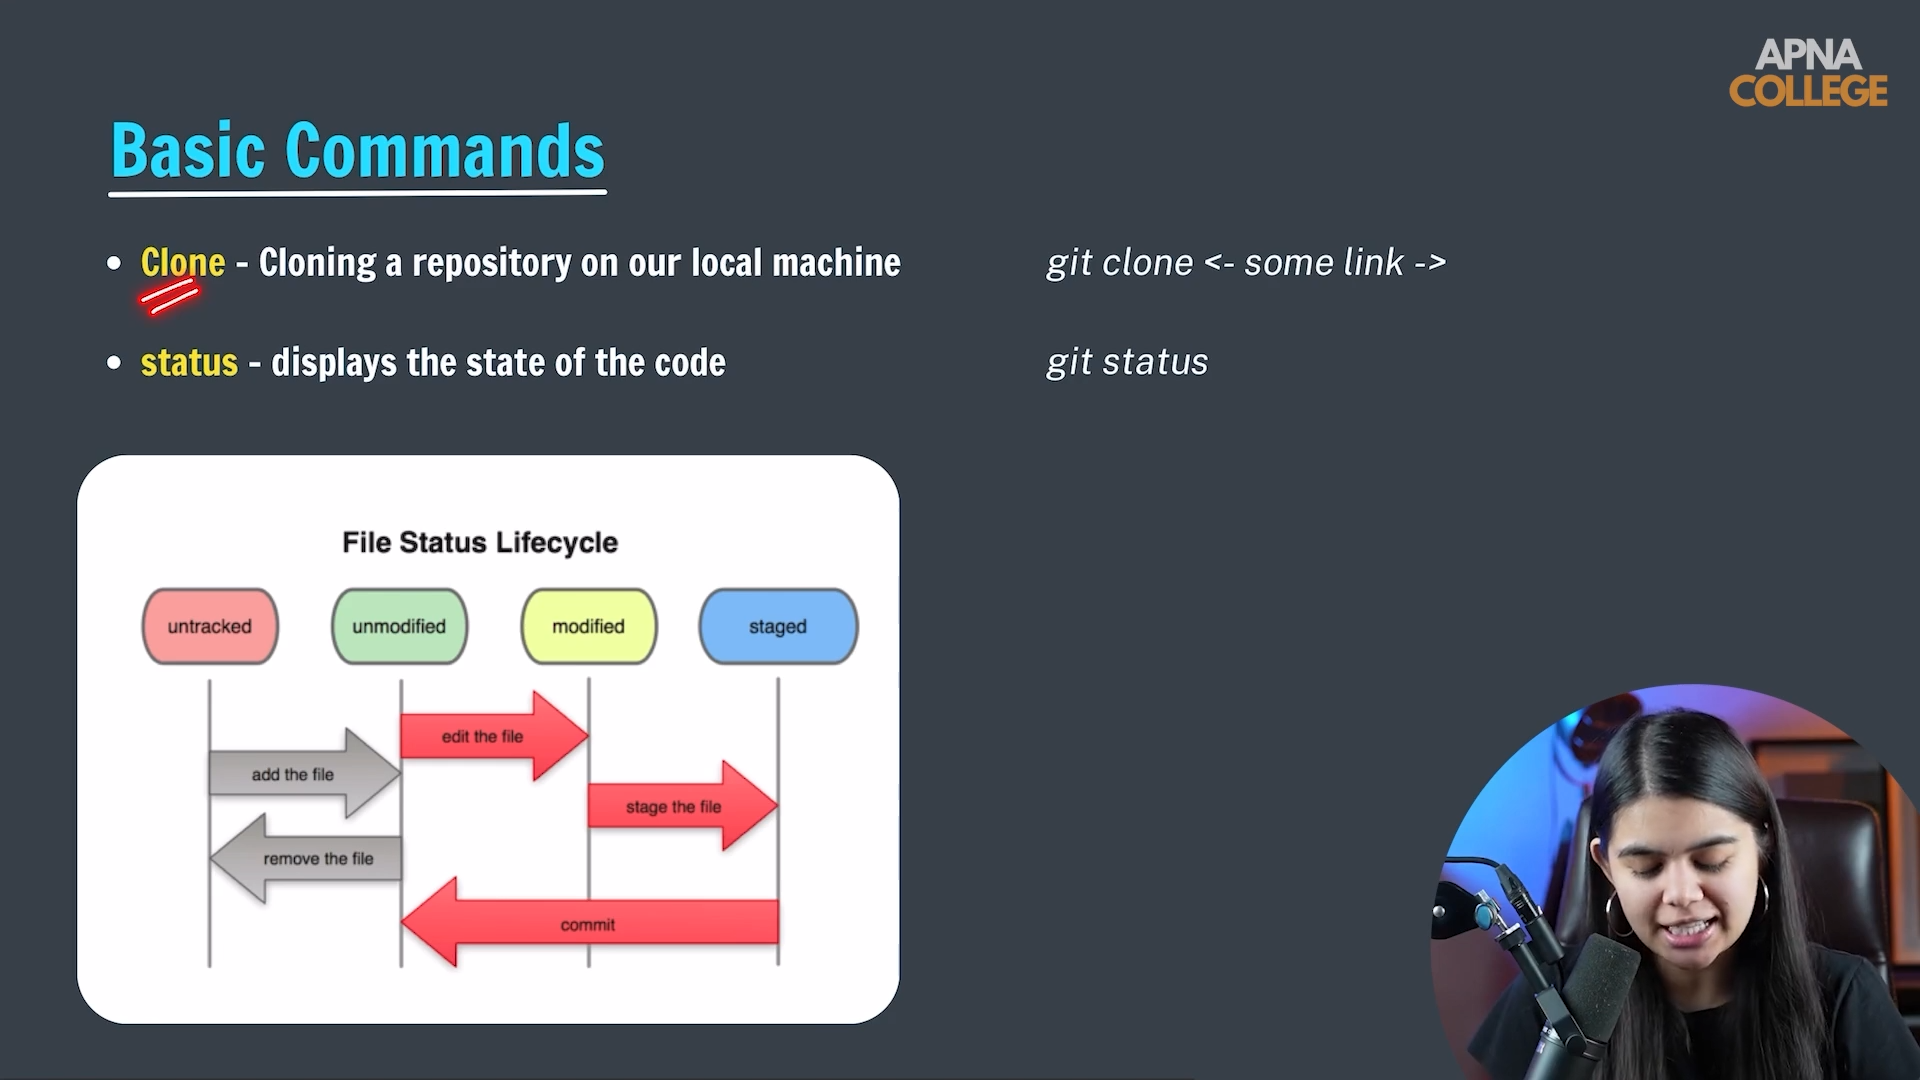 APNA
COLLEGE
Basic Commands
• Clone - Cloning a repository on our local machine
git clone <- some link ->
• status - displays the state of the code
git status
File Status Lifecycle
untracked
unmodified
modified
staged
edit the file
add the file
stage the file
remove the file
commit